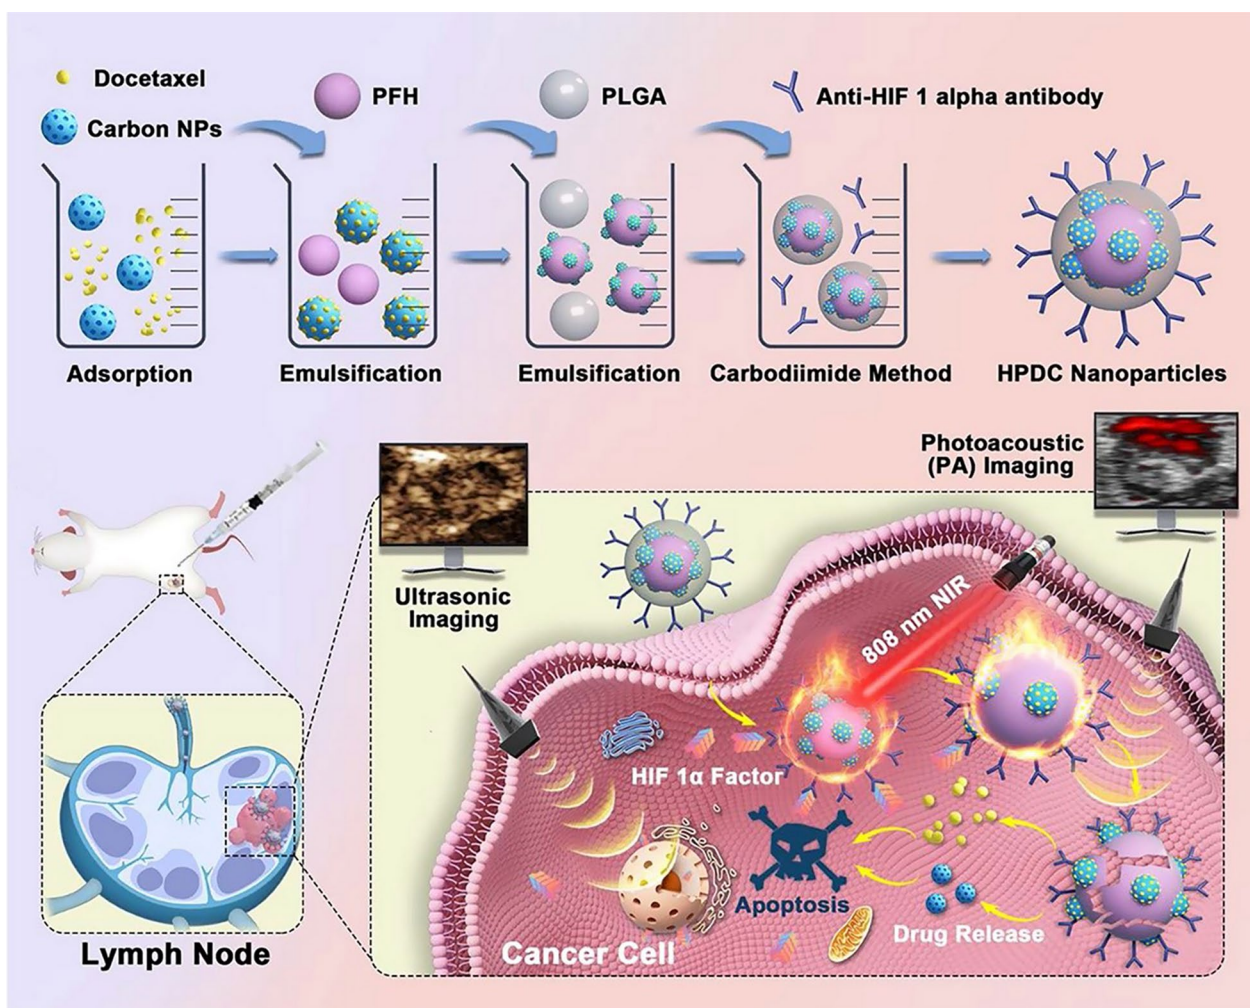 Docetaxel
Carbon NPs
PFH
PLGA
Anti-HIF 1 alpha antibody
Adsorption
Emulsification
Emulsification
Carbodiimide Method
HPDC Nanoparticles
Ultrasonic
Imaging
Photoacoustic
(PA) Imaging
808 nm NIR
HIF 1α Factor
Apoptosis
Drug Release
Cancer Cell
Lymph Node